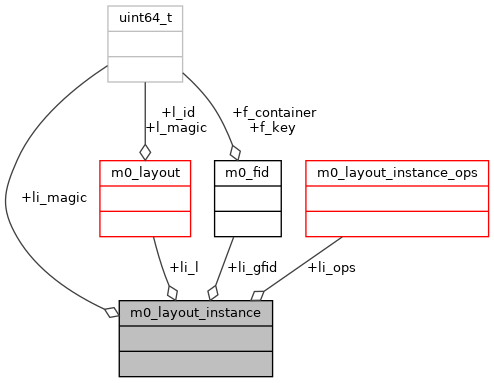 uint64_t
+l_id
+l_magic
+f_container
+f_key
m0_layout
m0_fid
m0_layout_instance_ops
+li_magic
+li_l
+li_gfid
+li_ops
m0_layout_instance